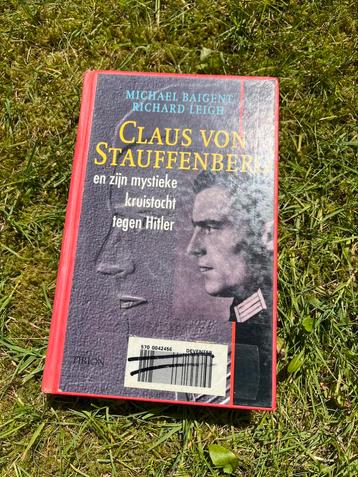 MICHAEL BAIGENT
RICHARD LEIGH
CLAUS VON
STAUFFENBERG
en zijn mystieke
kruistocht
tegen Hitler
570 0042456 DEVENTER
TIRION